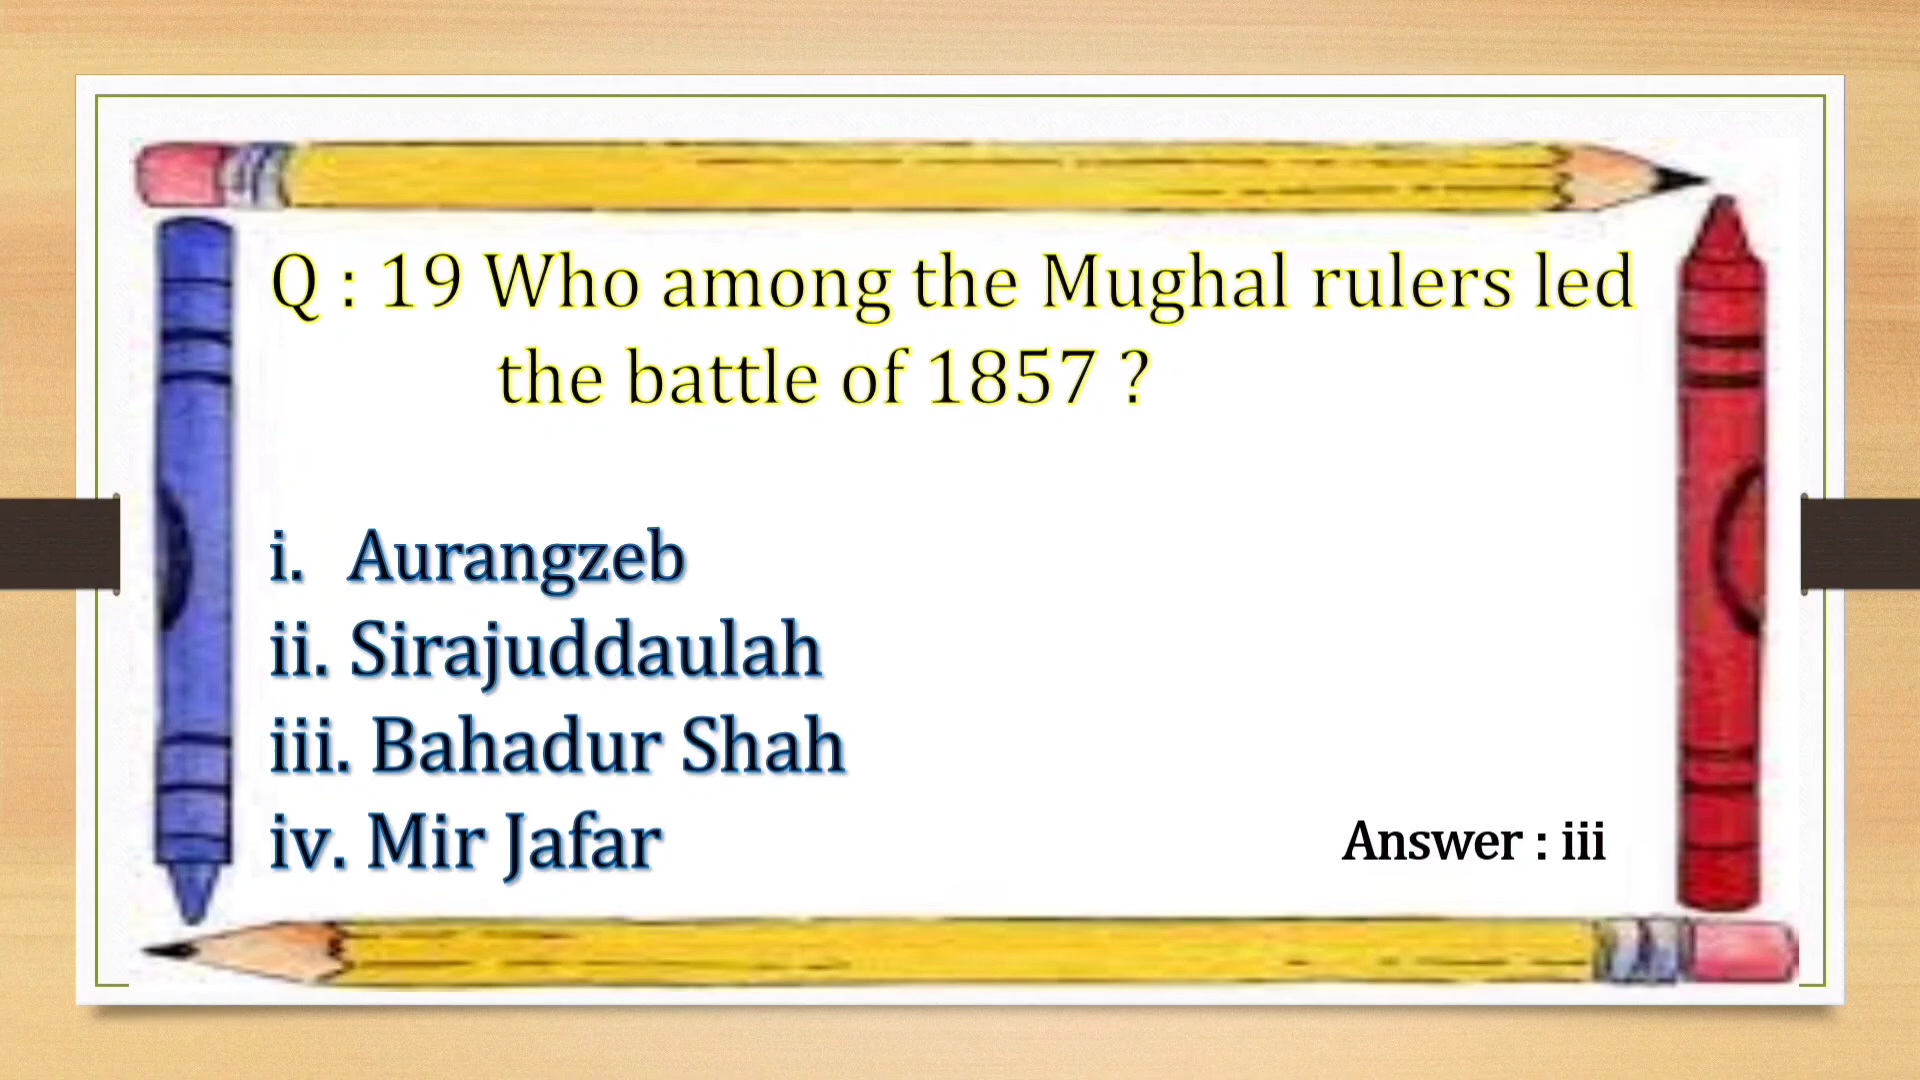 Q : 19 Who among the Mughal rulers led
the battle of 1857 ?
i. Aurangzeb
ii. Sirajuddaulah
iii. Bahadur Shah
iv. Mir Jafar
Answer : iii